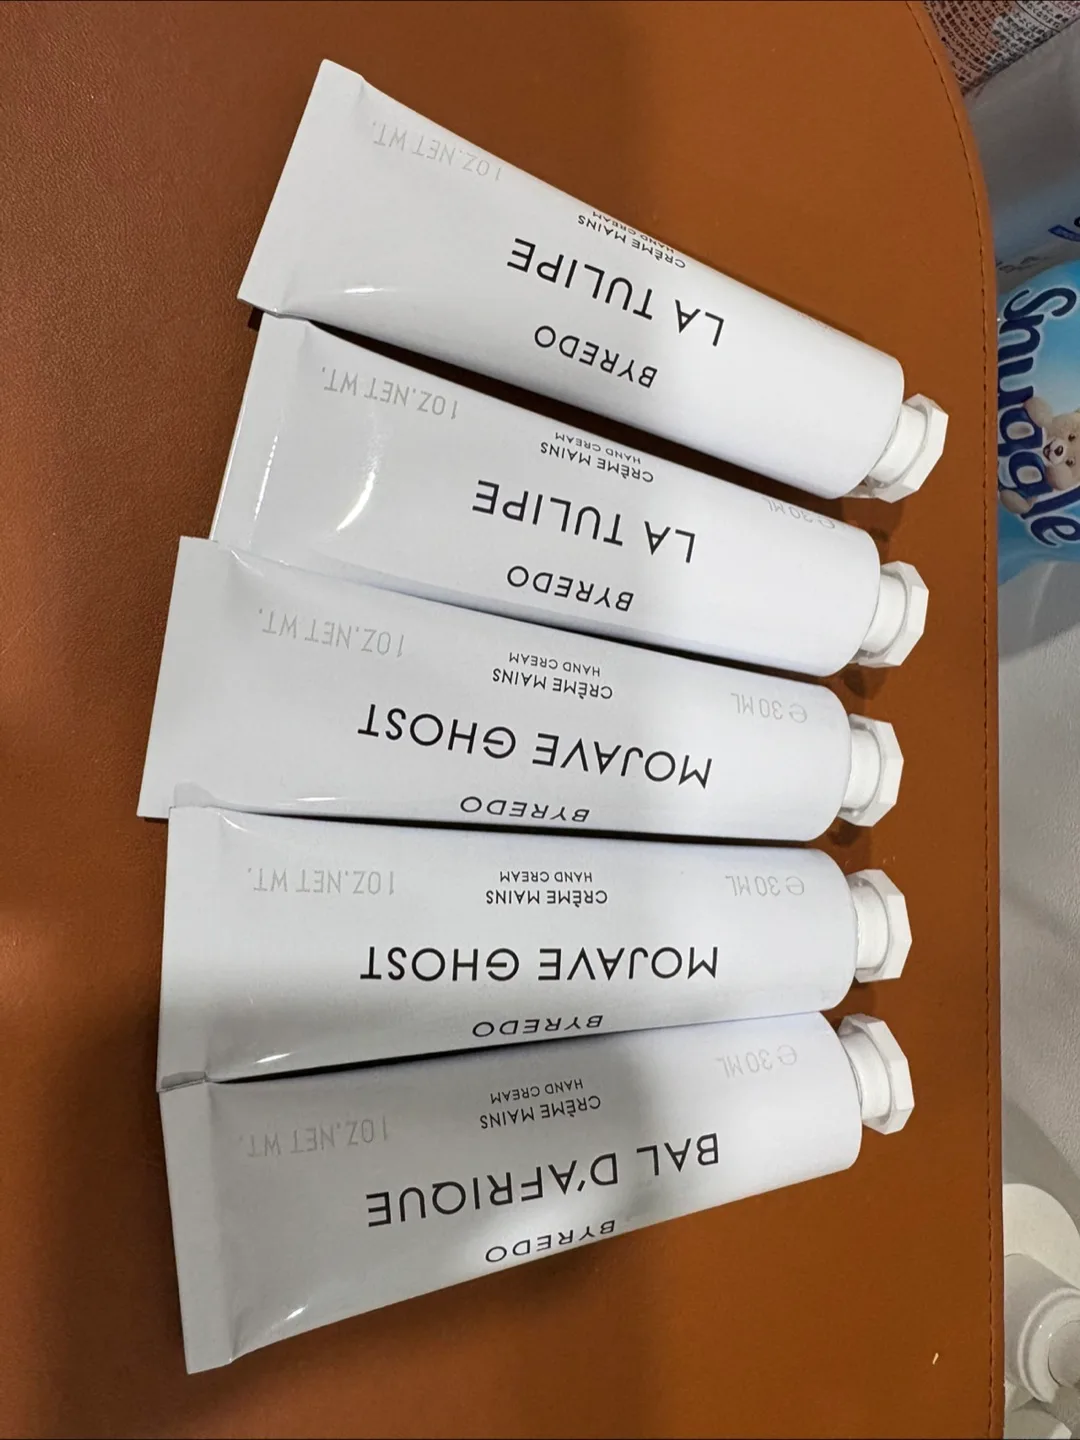 BYREDO
LA TULIPE
CRÈME MAINS
HAND CREAM
1 OZ.NET WT.
BYREDO
LA TULIPE
CRÈME MAINS
HAND CREAM
e 30 ML
1 OZ.NET WT.
BYREDO
MOJAVE GHOST
CRÈME MAINS
HAND CREAM
e 30 ML
1 OZ.NET WT.
BYREDO
MOJAVE GHOST
CRÈME MAINS
HAND CREAM
e 30 ML
1 OZ.NET WT.
BYREDO
BAL D'AFRIQUE
CRÈME MAINS
HAND CREAM
e 30 ML
1 OZ.NET WT.
Snuggle